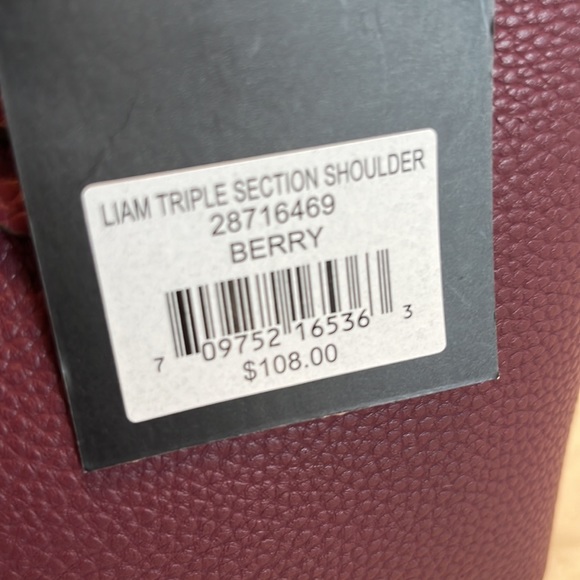 LIAM TRIPLE SECTION SHOULDER
28716469
BERRY
7 09752 16536 3
$108.00